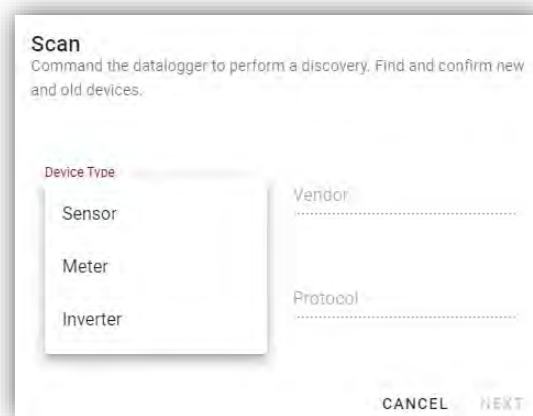 Scan
Command the datalogger to perform a discovery. Find and confirm new
and old devices.
Device Type
Sensor
Vendor
Meter
Inverter
Protocol
CANCEL NEXT